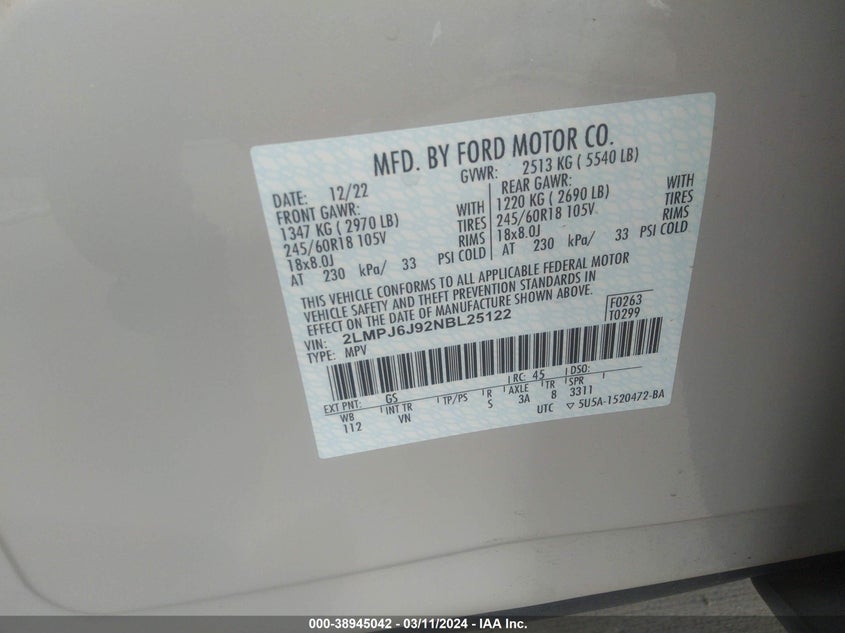 MFD. BY FORD MOTOR CO.
DATE: 12/22 GVWR: 2513 KG ( 5540 LB)
FRONT GAWR: REAR GAWR:
1347 KG ( 2970 LB) WITH 1220 KG ( 2690 LB) WITH
245/60R18 105V TIRES 245/60R18 105V TIRES
18x8.0J RIMS 18x8.0J RIMS
AT 230 kPa/ 33 PSI COLD AT 230 kPa/ 33 PSI COLD
THIS VEHICLE CONFORMS TO ALL APPLICABLE FEDERAL MOTOR
VEHICLE SAFETY AND THEFT PREVENTION STANDARDS IN
EFFECT ON THE DATE OF MANUFACTURE SHOWN ABOVE.
VIN: 2LMPJ6J92NBL25122 F0263
TYPE: MPV T0299
EXT PNT: GS RC: 45 DSO:
WB INT TR TP/PS R AXLE TR SPR
112 VN S 3A 8 3311
UTC ▽ 5U5A-1520472-BA
000-38945042 - 03/11/2024 - IAA Inc.